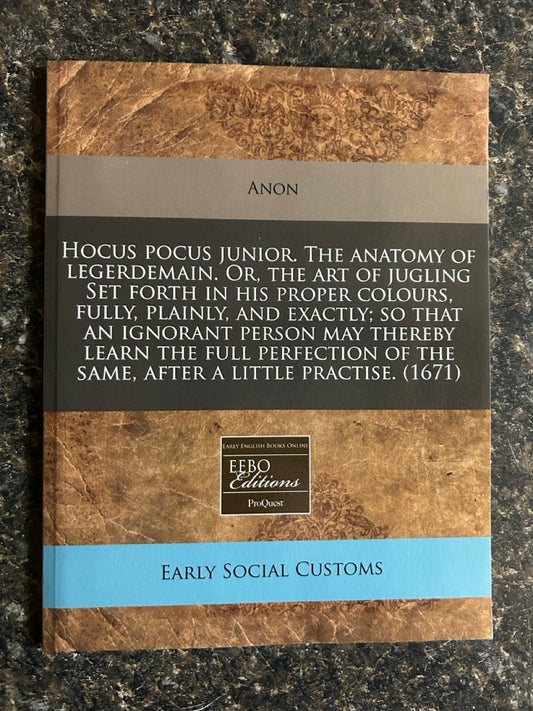 Anon
Hocus pocus junior. The anatomy of
legerdemain. Or, the art of jugling
Set forth in his proper colours,
fully, plainly, and exactly; so that
an ignorant person may thereby
learn the full perfection of the
same, after a little practise. (1671)
Early English Books Online
EEBO
Editions
ProQuest
Early Social Customs